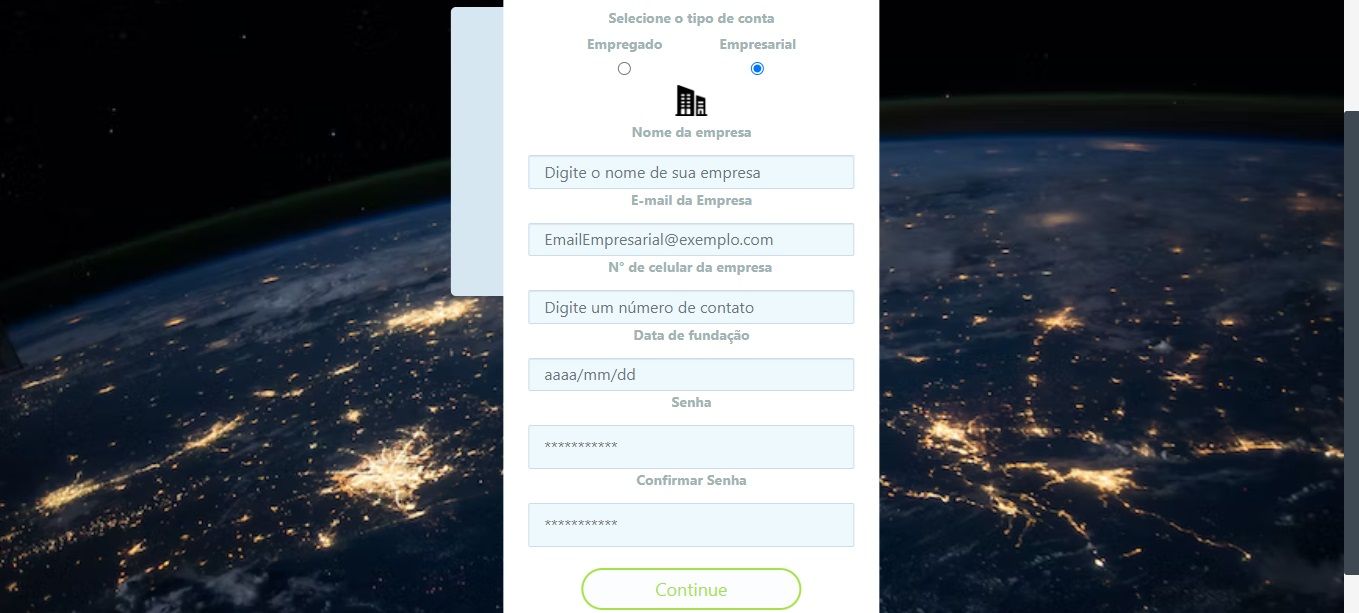 Selecione o tipo de conta
Empregado Empresarial
Nome da empresa
Digite o nome de sua empresa
E-mail da Empresa
EmailEmpresarial@exemplo.com
N° de celular da empresa
Digite um número de contato
Data de fundação
aaaa/mm/dd
Senha
***********
Confirmar Senha
***********
Continue